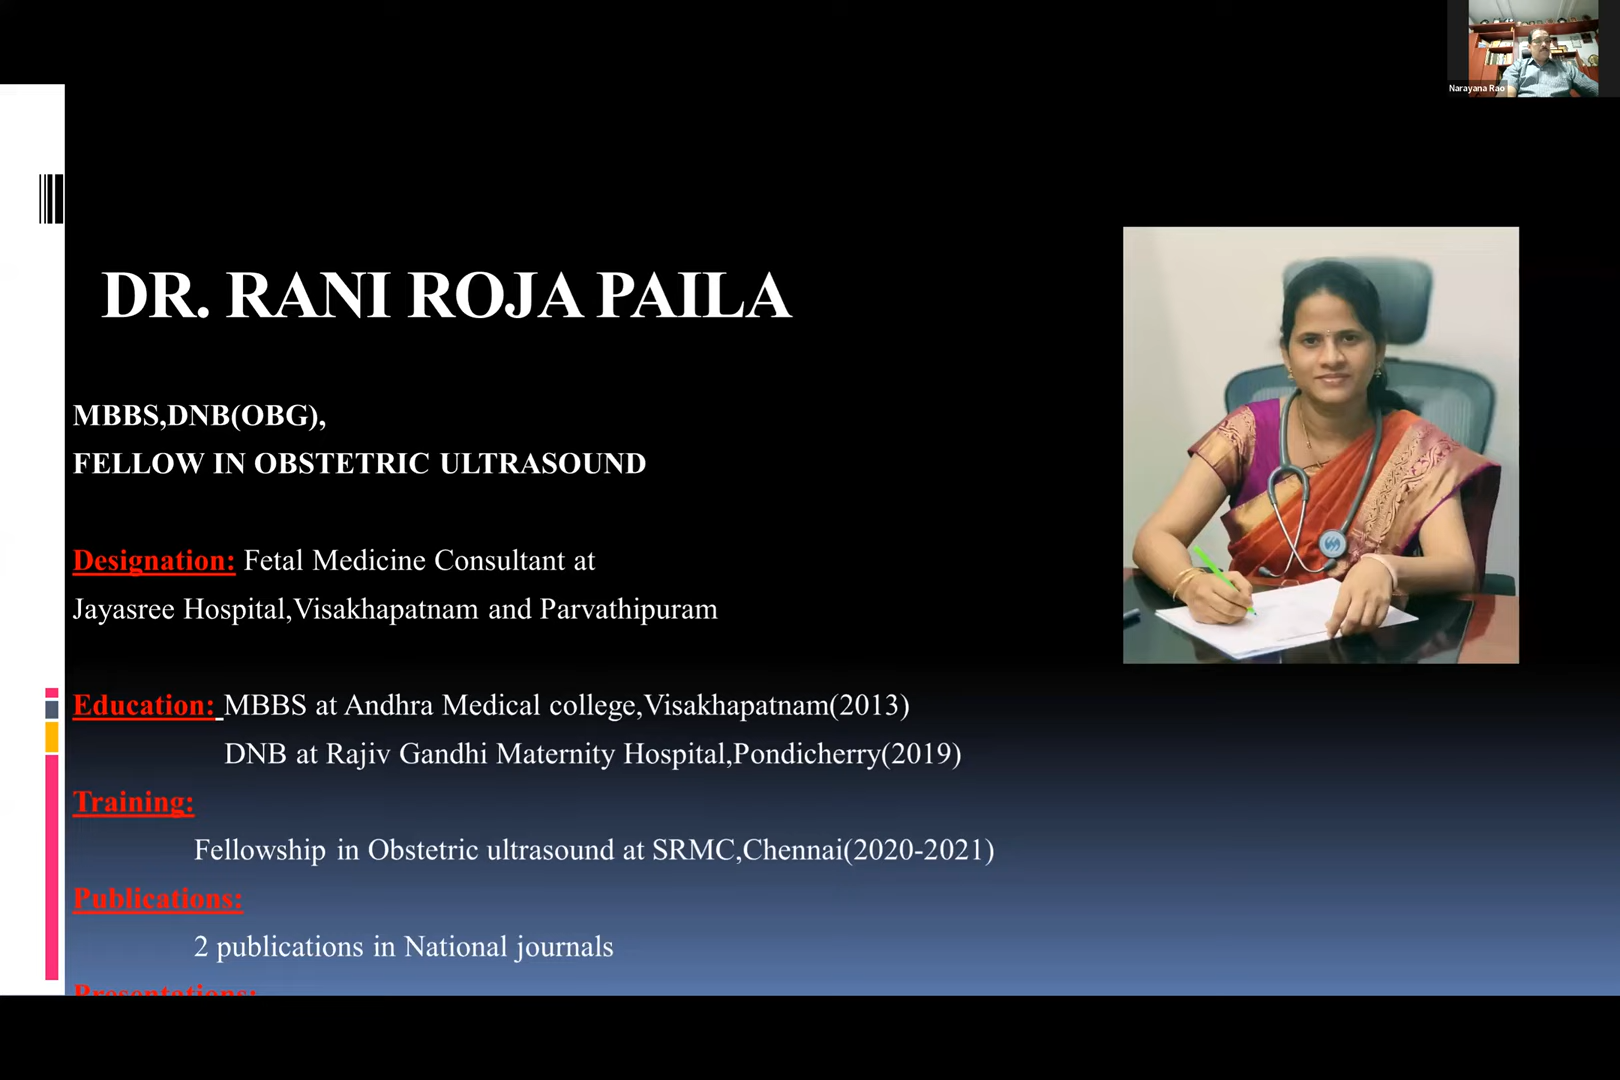 Narayana Rao
DR. RANI ROJA PAILA
MBBS,DNB(OBG),
FELLOW IN OBSTETRIC ULTRASOUND
Designation: Fetal Medicine Consultant at
Jayasree Hospital,Visakhapatnam and Parvathipuram
Education: MBBS at Andhra Medical college,Visakhapatnam(2013)
DNB at Rajiv Gandhi Maternity Hospital,Pondicherry(2019)
Training:
Fellowship in Obstetric ultrasound at SRMC,Chennai(2020-2021)
Publications:
2 publications in National journals
Presentations: